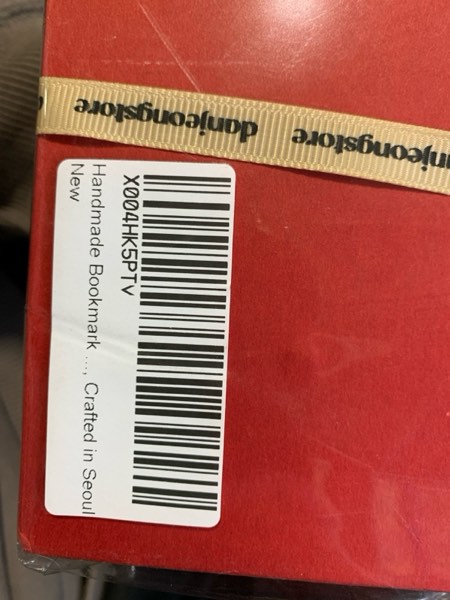 danjeongstore danjeongstore
X004HK5PTv
Handmade Bookmark ..., Crafted in Seoul
New